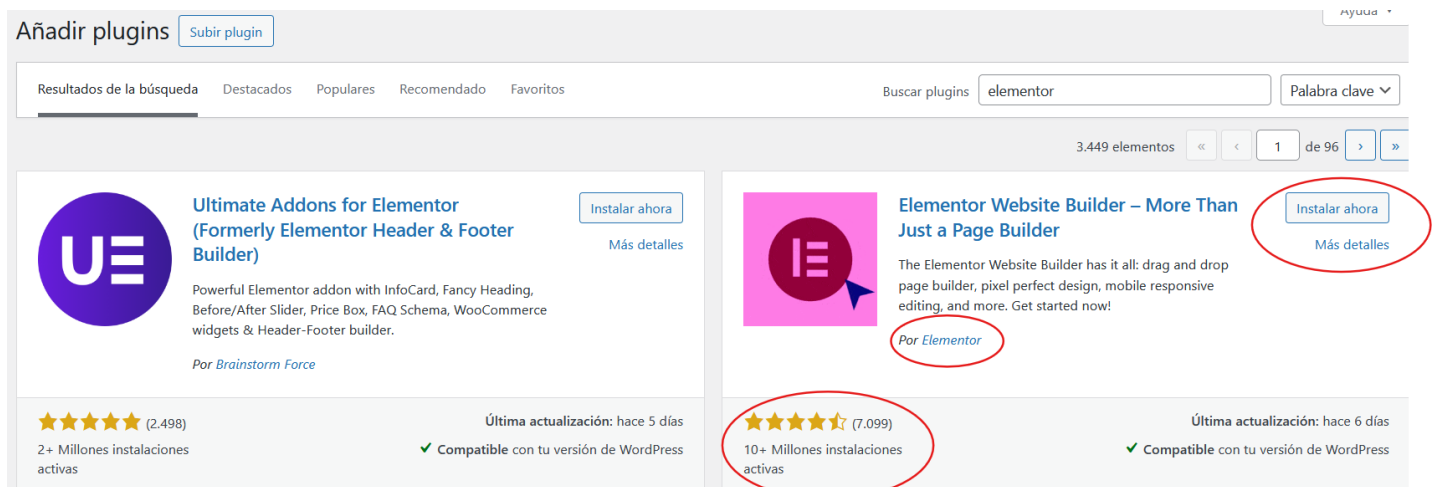 Ayuda
Añadir plugins Subir plugin
Resultados de la búsqueda Destacados Populares Recomendado Favoritos Buscar plugins elementor Palabra clave
3.449 elementos « ‹ 1 de 96 › »
UE
Ultimate Addons for Elementor
(Formerly Elementor Header & Footer
Builder)
Instalar ahora
Más detalles
Powerful Elementor addon with InfoCard, Fancy Heading,
Before/After Slider, Price Box, FAQ Schema, WooCommerce
widgets & Header-Footer builder.
Por Brainstorm Force
(2.498)
2+ Millones instalaciones
activas
Última actualización: hace 5 días
Compatible con tu versión de WordPress
Elementor Website Builder – More Than
Just a Page Builder
Instalar ahora
Más detalles
The Elementor Website Builder has it all: drag and drop
page builder, pixel perfect design, mobile responsive
editing, and more. Get started now!
Por Elementor
(7.099)
10+ Millones instalaciones
activas
Última actualización: hace 6 días
Compatible con tu versión de WordPress